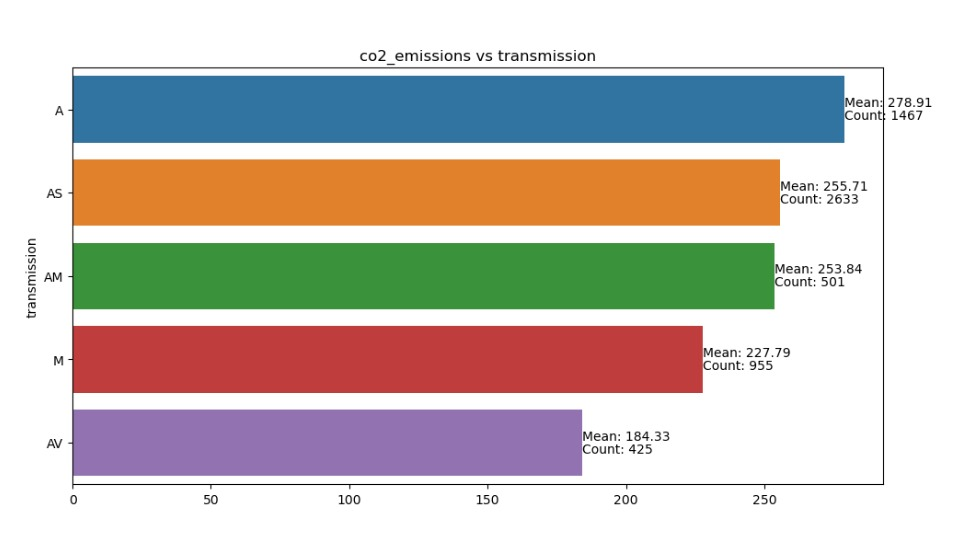 co2_emissions vs transmission
transmission
A
Mean: 278.91
Count: 1467
AS
Mean: 255.71
Count: 2633
AM
Mean: 253.84
Count: 501
M
Mean: 227.79
Count: 955
AV
Mean: 184.33
Count: 425
0 50 100 150 200 250